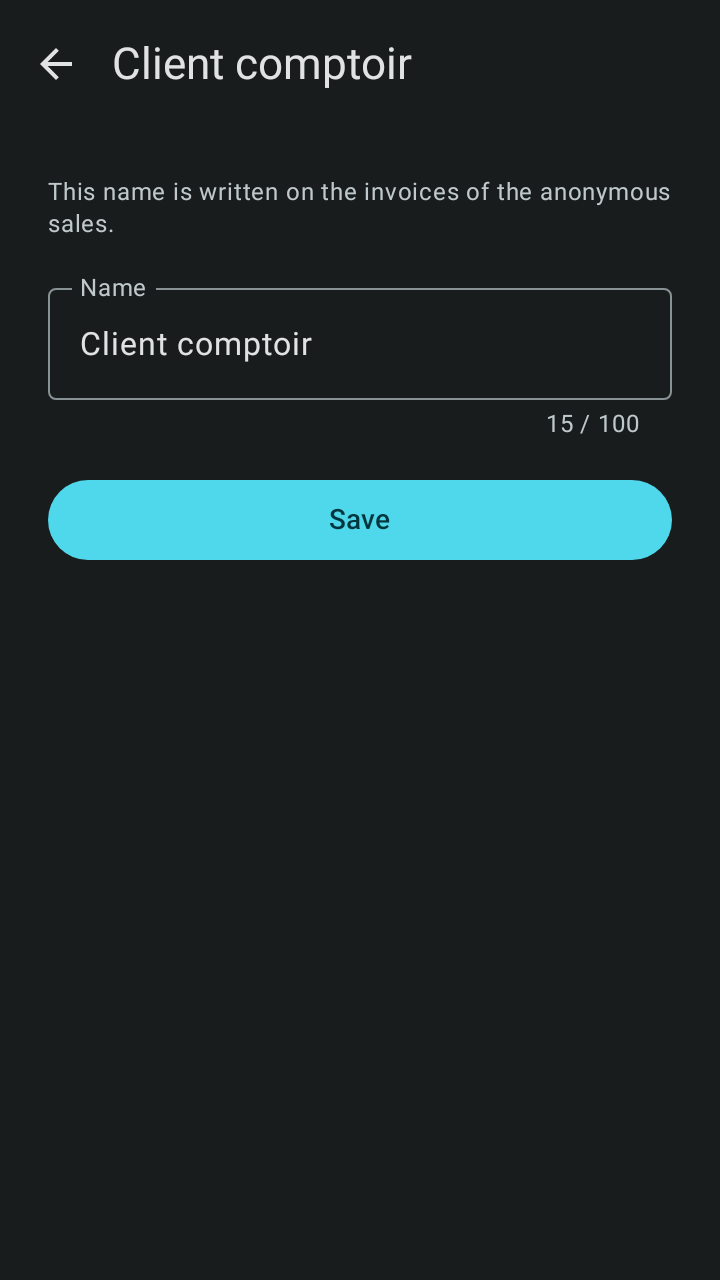 Client comptoir
This name is written on the invoices of the anonymous
sales.
Name
Client comptoir
15 / 100
Save